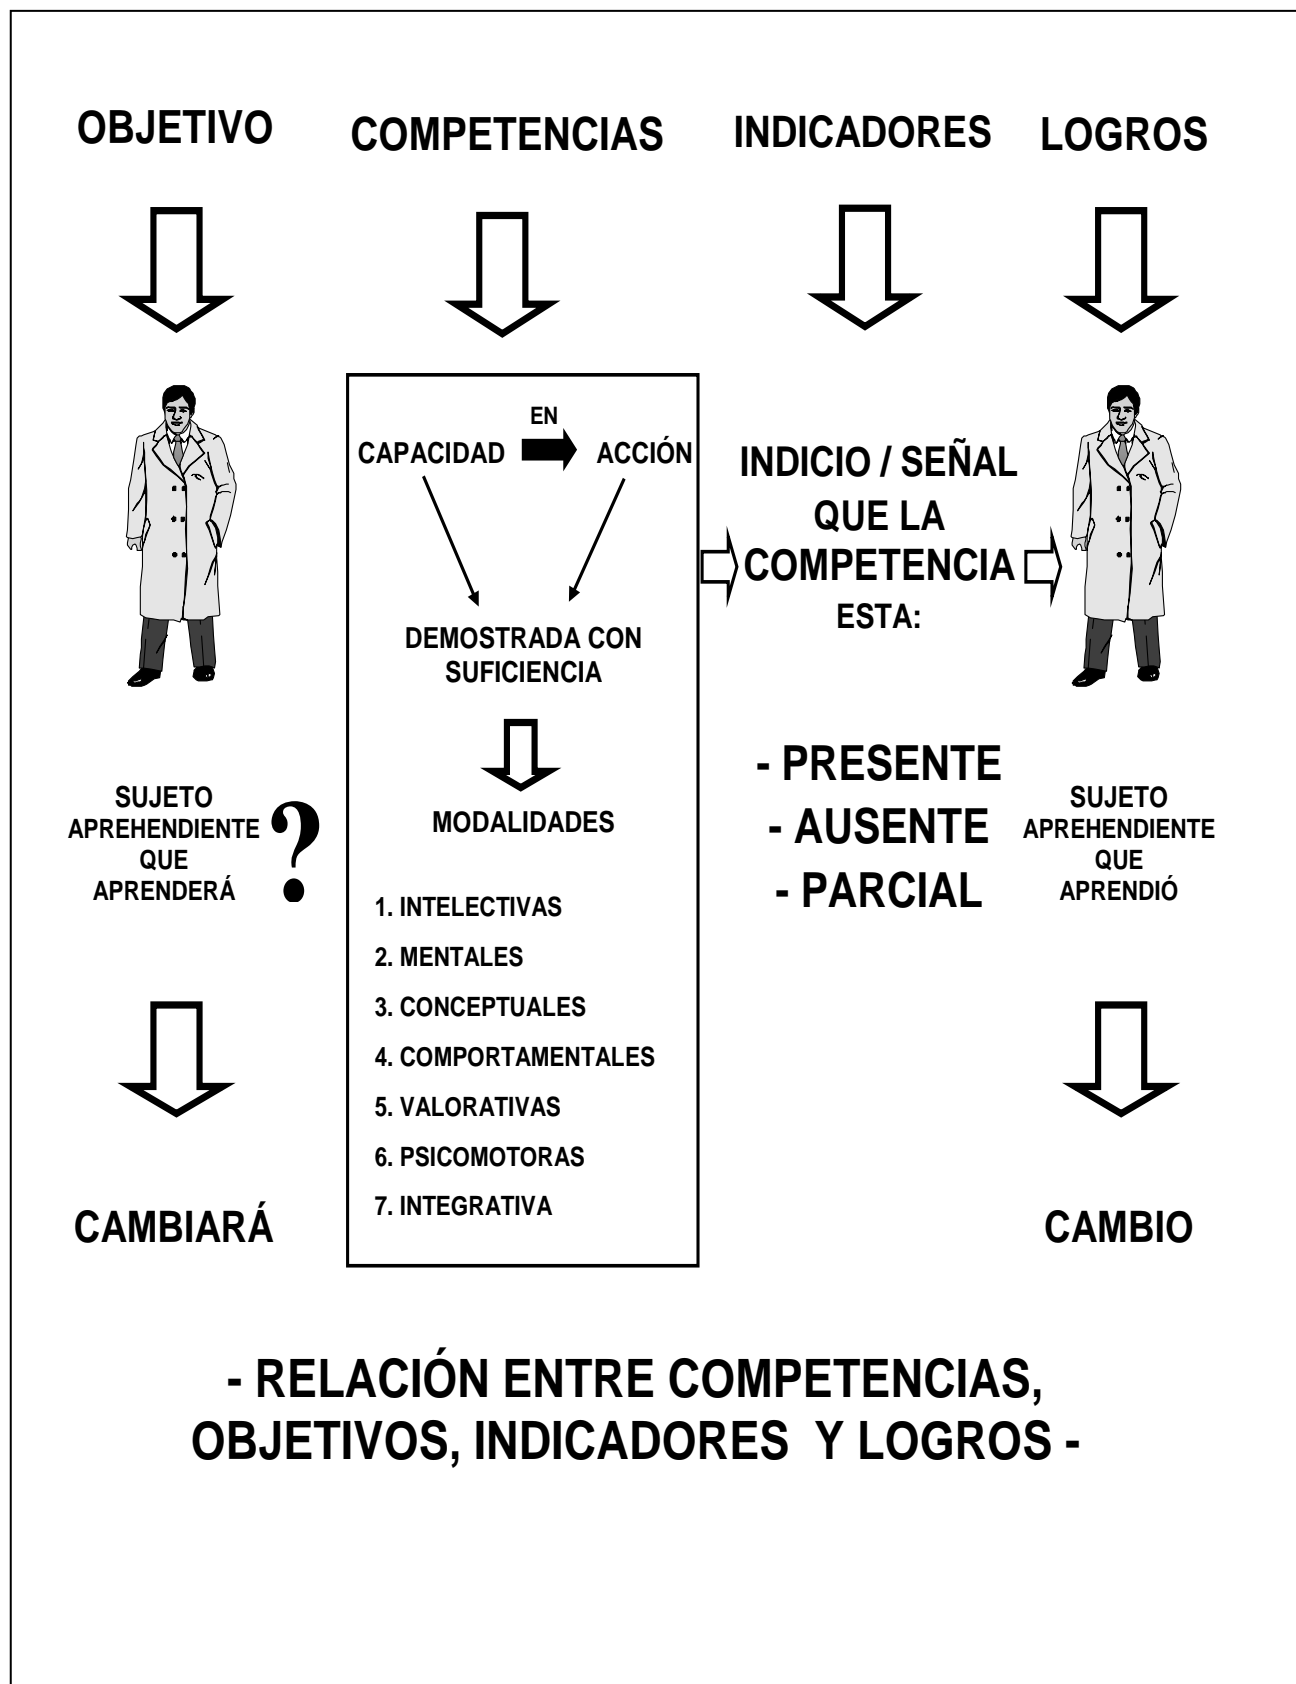 OBJETIVO
COMPETENCIAS
INDICADORES
LOGROS
SUJETO
APREHENDIENTE
QUE
APRENDERÁ
?
CAMBIARÁ
EN
CAPACIDAD
ACCIÓN
DEMOSTRADA CON
SUFICIENCIA
MODALIDADES
1. INTELECTIVAS
2. MENTALES
3. CONCEPTUALES
4. COMPORTAMENTALES
5. VALORATIVAS
6. PSICOMOTORAS
7. INTEGRATIVA
INDICIO / SEÑAL
QUE LA
COMPETENCIA
ESTA:
- PRESENTE
- AUSENTE
- PARCIAL
SUJETO
APREHENDIENTE
QUE
APRENDIÓ
CAMBIO
- RELACIÓN ENTRE COMPETENCIAS,
OBJETIVOS, INDICADORES Y LOGROS -